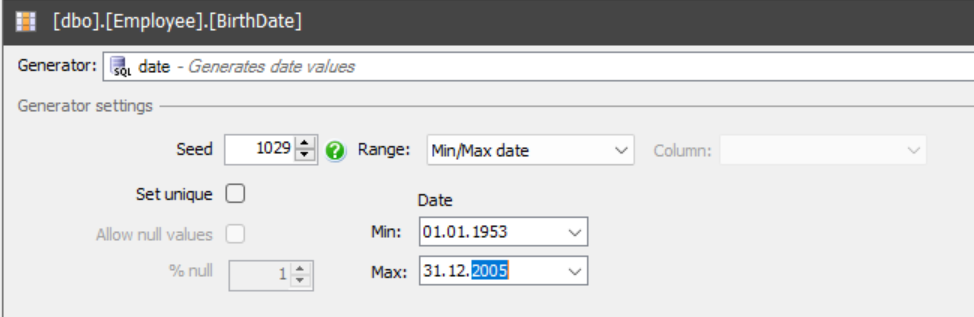 [dbo].[Employee].[BirthDate]
Generator: SQL date - Generates date values
Generator settings
Seed 1029 ? Range: Min/Max date Column:
Set unique Date
Allow null values Min: 01.01.1953
% null 1 Max: 31.12.2005